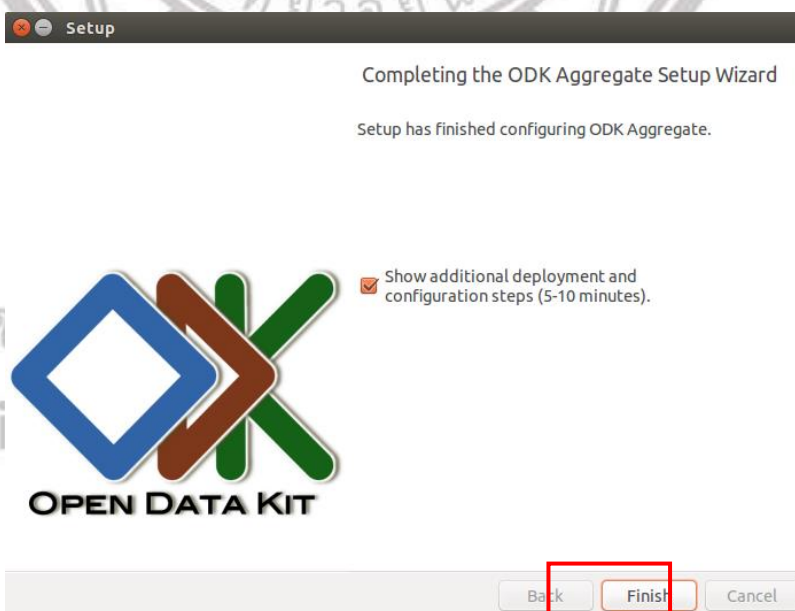 Setup
Completing the ODK Aggregate Setup Wizard
Setup has finished configuring ODK Aggregate.
Show additional deployment and
configuration steps (5-10 minutes).
OPEN DATA KIT
Back
Finish
Cancel